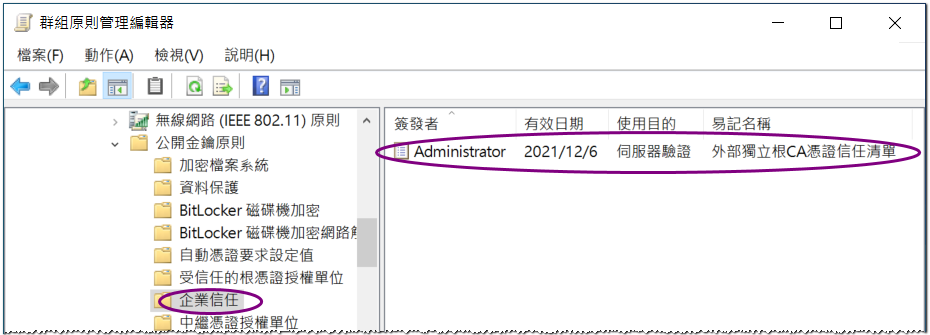 群組原則管理編輯器
檔案(F) 動作(A) 檢視(V) 說明(H)
無線網路 (IEEE 802.11) 原則
公開金鑰原則
加密檔案系統
資料保護
BitLocker 磁碟機加密
BitLocker 磁碟機加密網路解
自動憑證要求設定值
受信任的根憑證授權單位
企業信任
中繼憑證授權單位
簽發者 有效日期 使用目的 易記名稱
Administrator 2021/12/6 伺服器驗證 外部獨立根CA憑證信任清單